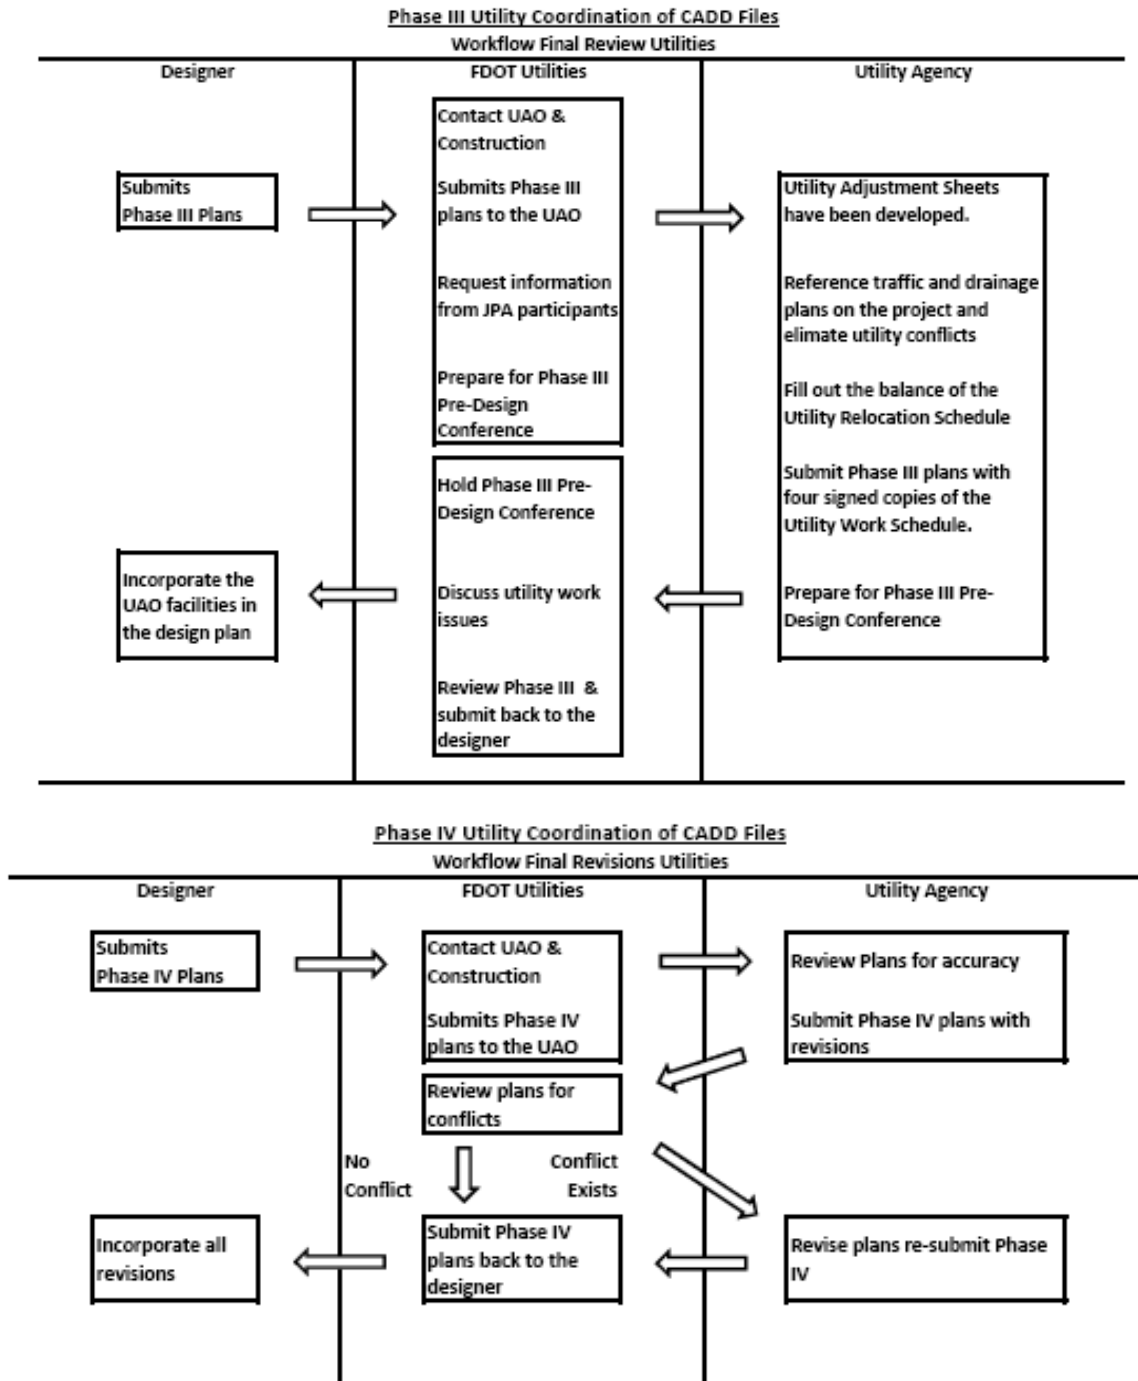 Phase III Utility Coordination of CADD Files
Workflow Final Review Utilities
Designer
FDOT Utilities
Utility Agency
Submits
Phase III Plans
Contact UAO &
Construction
Submits Phase III
plans to the UAO
Request information
from JPA participants
Prepare for Phase III
Pre-Design
Conference
Utility Adjustment Sheets
have been developed.
Reference traffic and drainage
plans on the project and
elimate utility conflicts
Fill out the balance of the
Utility Relocation Schedule
Submit Phase III plans with
four signed copies of the
Utility Work Schedule.
Prepare for Phase III Pre-
Design Conference
Hold Phase III Pre-
Design Conference
Discuss utility work
issues
Review Phase III &
submit back to the
designer
Incorporate the
UAO facilities in
the design plan
Phase IV Utility Coordination of CADD Files
Workflow Final Revisions Utilities
Designer
FDOT Utilities
Utility Agency
Submits
Phase IV Plans
Contact UAO &
Construction
Submits Phase IV
plans to the UAO
Review Plans for accuracy
Submit Phase IV plans with
revisions
Review plans for
conflicts
No
Conflict
Conflict
Exists
Incorporate all
revisions
Submit Phase IV
plans back to the
designer
Revise plans re-submit Phase
IV